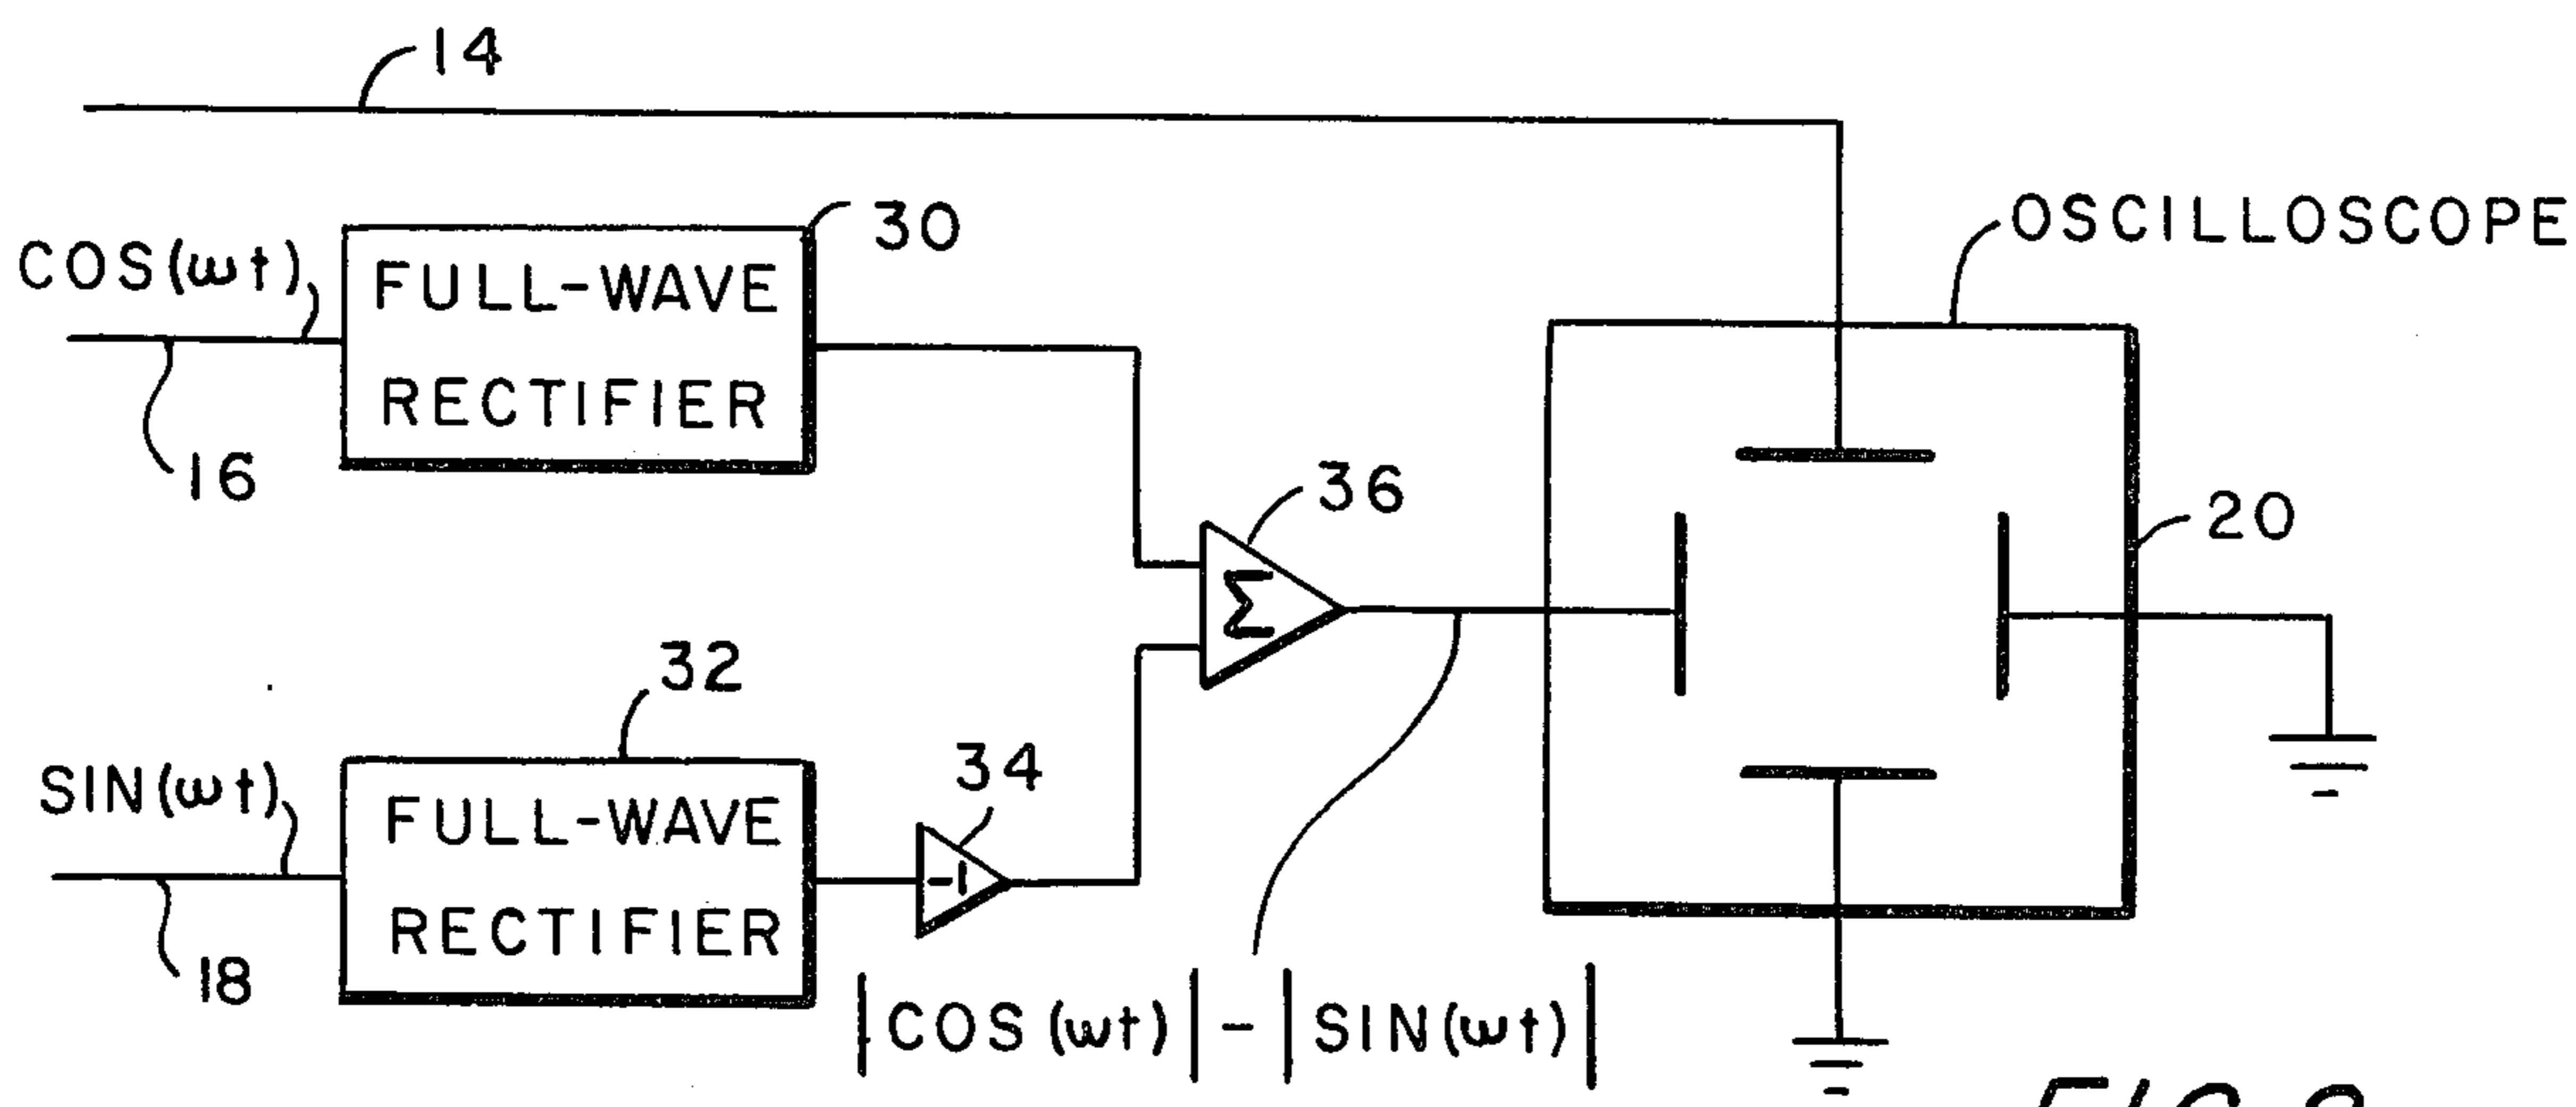 14
30
OSCILLOSCOPE
COS(ωt)
FULL-WAVE
RECTIFIER
16
36
Σ
20
32
34
SIN(ωt)
FULL-WAVE
RECTIFIER
-1
18
|COS(ωt)|-|SIN(ωt)|